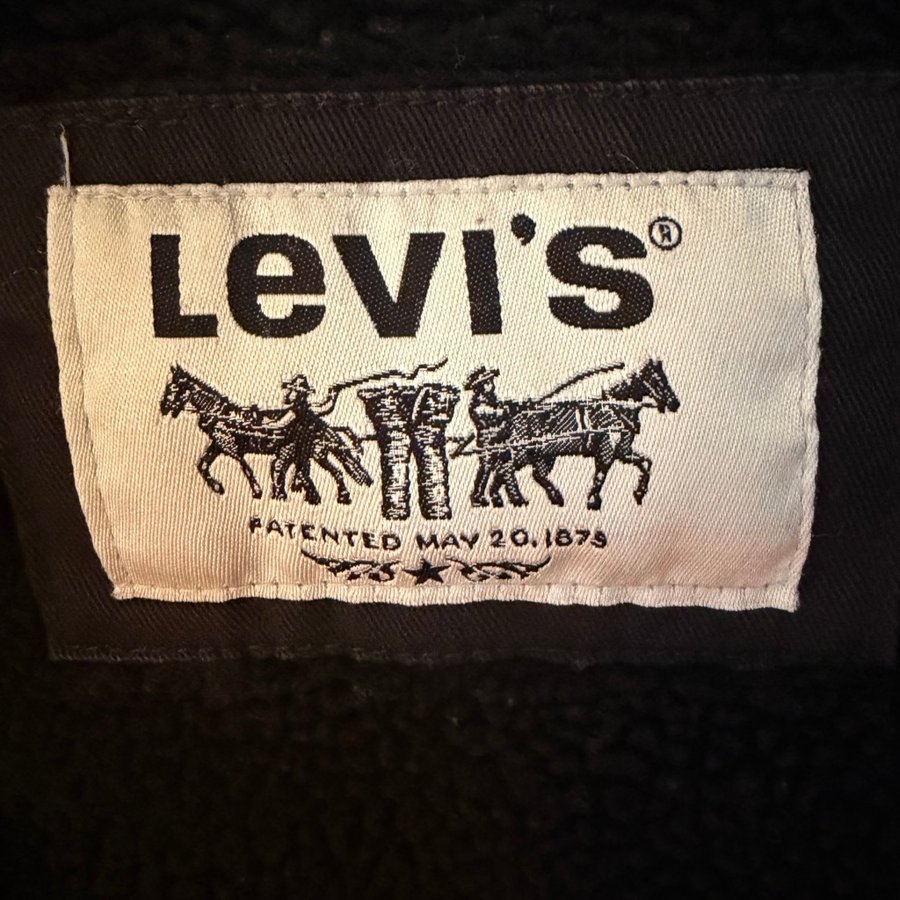 Levi's®
PATENTED MAY 20, 1873